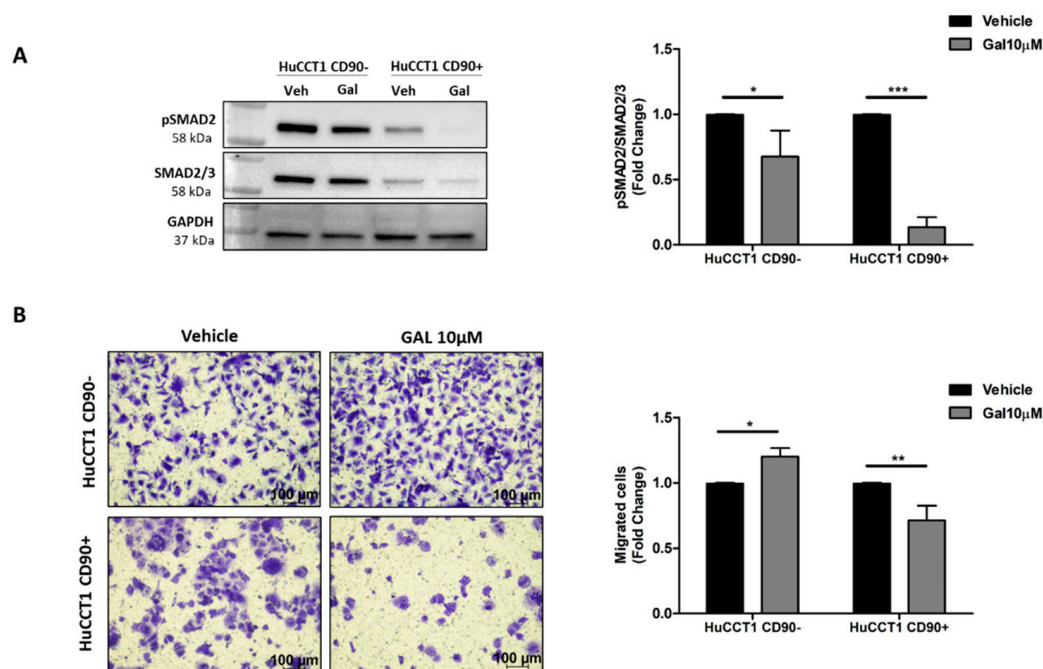 A
HuCCT1 CD90- HuCCT1 CD90+
Veh Gal Veh Gal
pSMAD2
58 kDa
SMAD2/3
58 kDa
GAPDH
37 kDa
Vehicle
Gal10μM
1.5
1.0
0.5
0.0
pSMAD2/SMAD2/3
(Fold Change)
* ***
HuCCT1 CD90- HuCCT1 CD90+
B
Vehicle GAL 10μM
HuCCT1 CD90-
100 μm 100 μm
HuCCT1 CD90+
100 μm 100 μm
Vehicle
Gal10μM
1.5
1.0
0.5
0.0
Migrated cells
(Fold Change)
* **
HuCCT1 CD90- HuCCT1 CD90+